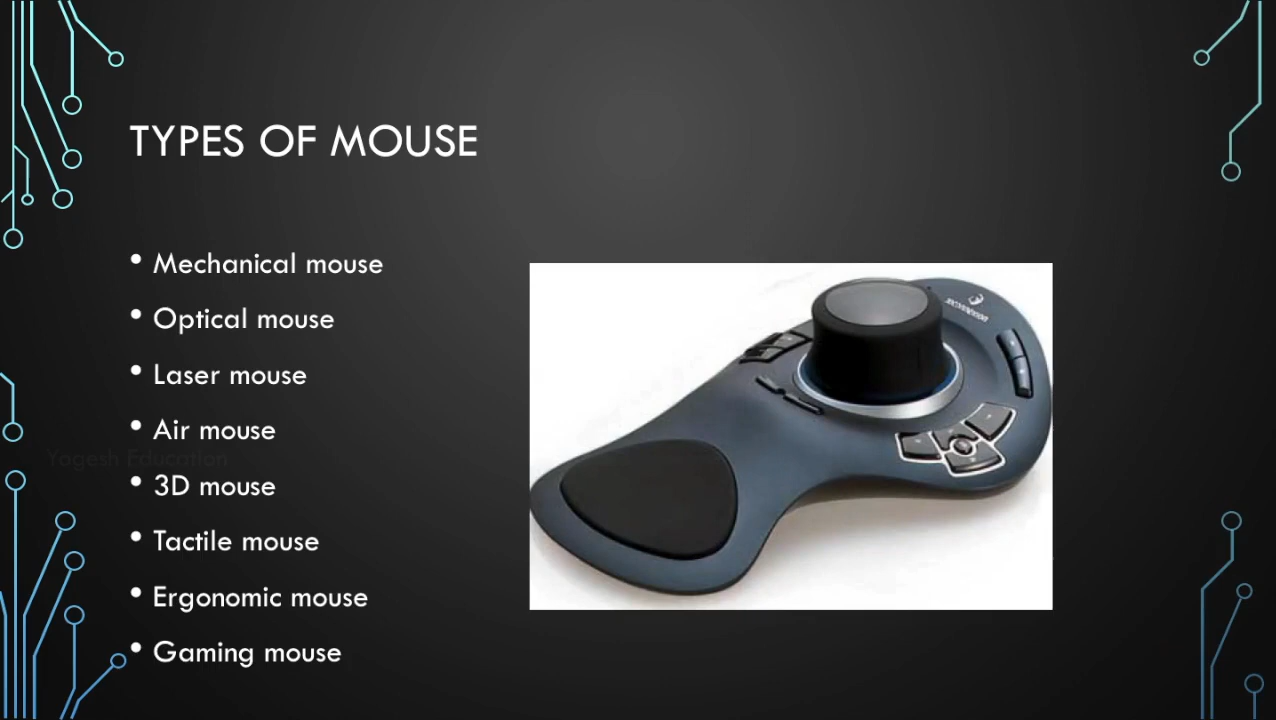 TYPES OF MOUSE
• Mechanical mouse
• Optical mouse
• Laser mouse
• Air mouse
Yogesh Education
• 3D mouse
• Tactile mouse
• Ergonomic mouse
• Gaming mouse